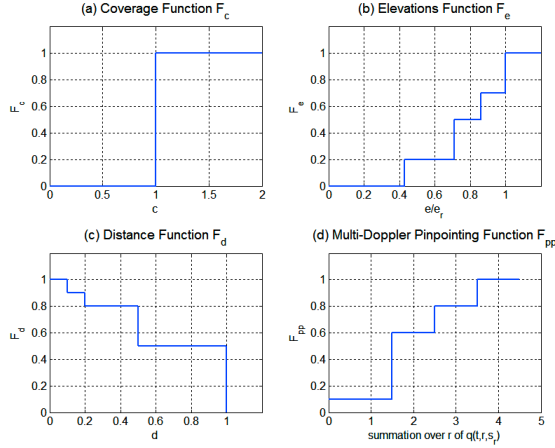 (a) Coverage Function F_c
(b) Elevations Function F_e
1
0.8
0.6
0.4
0.2
0
F_c
0 0.5 1 1.5 2
c
1
0.8
0.6
0.4
0.2
0
F_e
0 0.2 0.4 0.6 0.8 1
e/e_r
(c) Distance Function F_d
(d) Multi-Doppler Pinpointing Function F_pp
1
0.8
0.6
0.4
0.2
0
F_d
0 0.2 0.4 0.6 0.8 1
d
1
0.8
0.6
0.4
0.2
0
F_pp
0 1 2 3 4 5
summation over r of q(t,r,s_r)